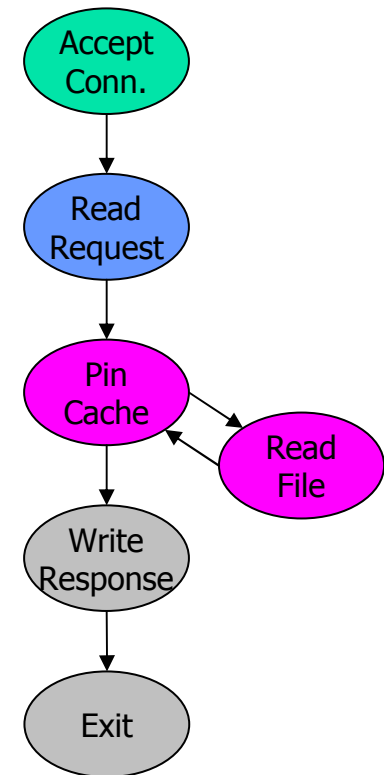 Accept
Conn.
Read
Request
Pin
Cache
Read
File
Write
Response
Exit